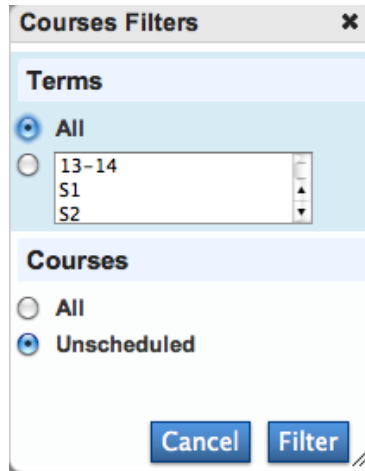 Courses Filters
Terms
All
13-14
S1
S2
Courses
All
Unscheduled
Cancel Filter